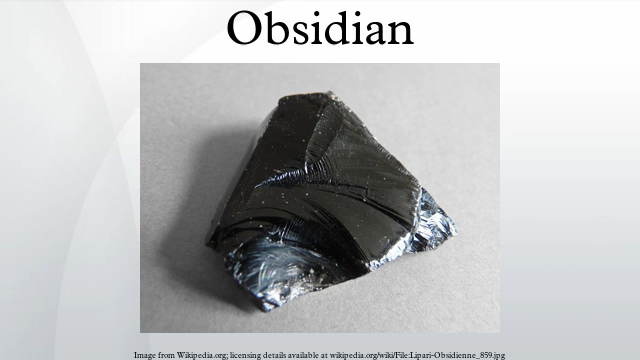 Obsidian
Image from Wikipedia.org; licensing details available at wikipedia.org/wiki/File:Lipari-Obsidienne_859.jpg